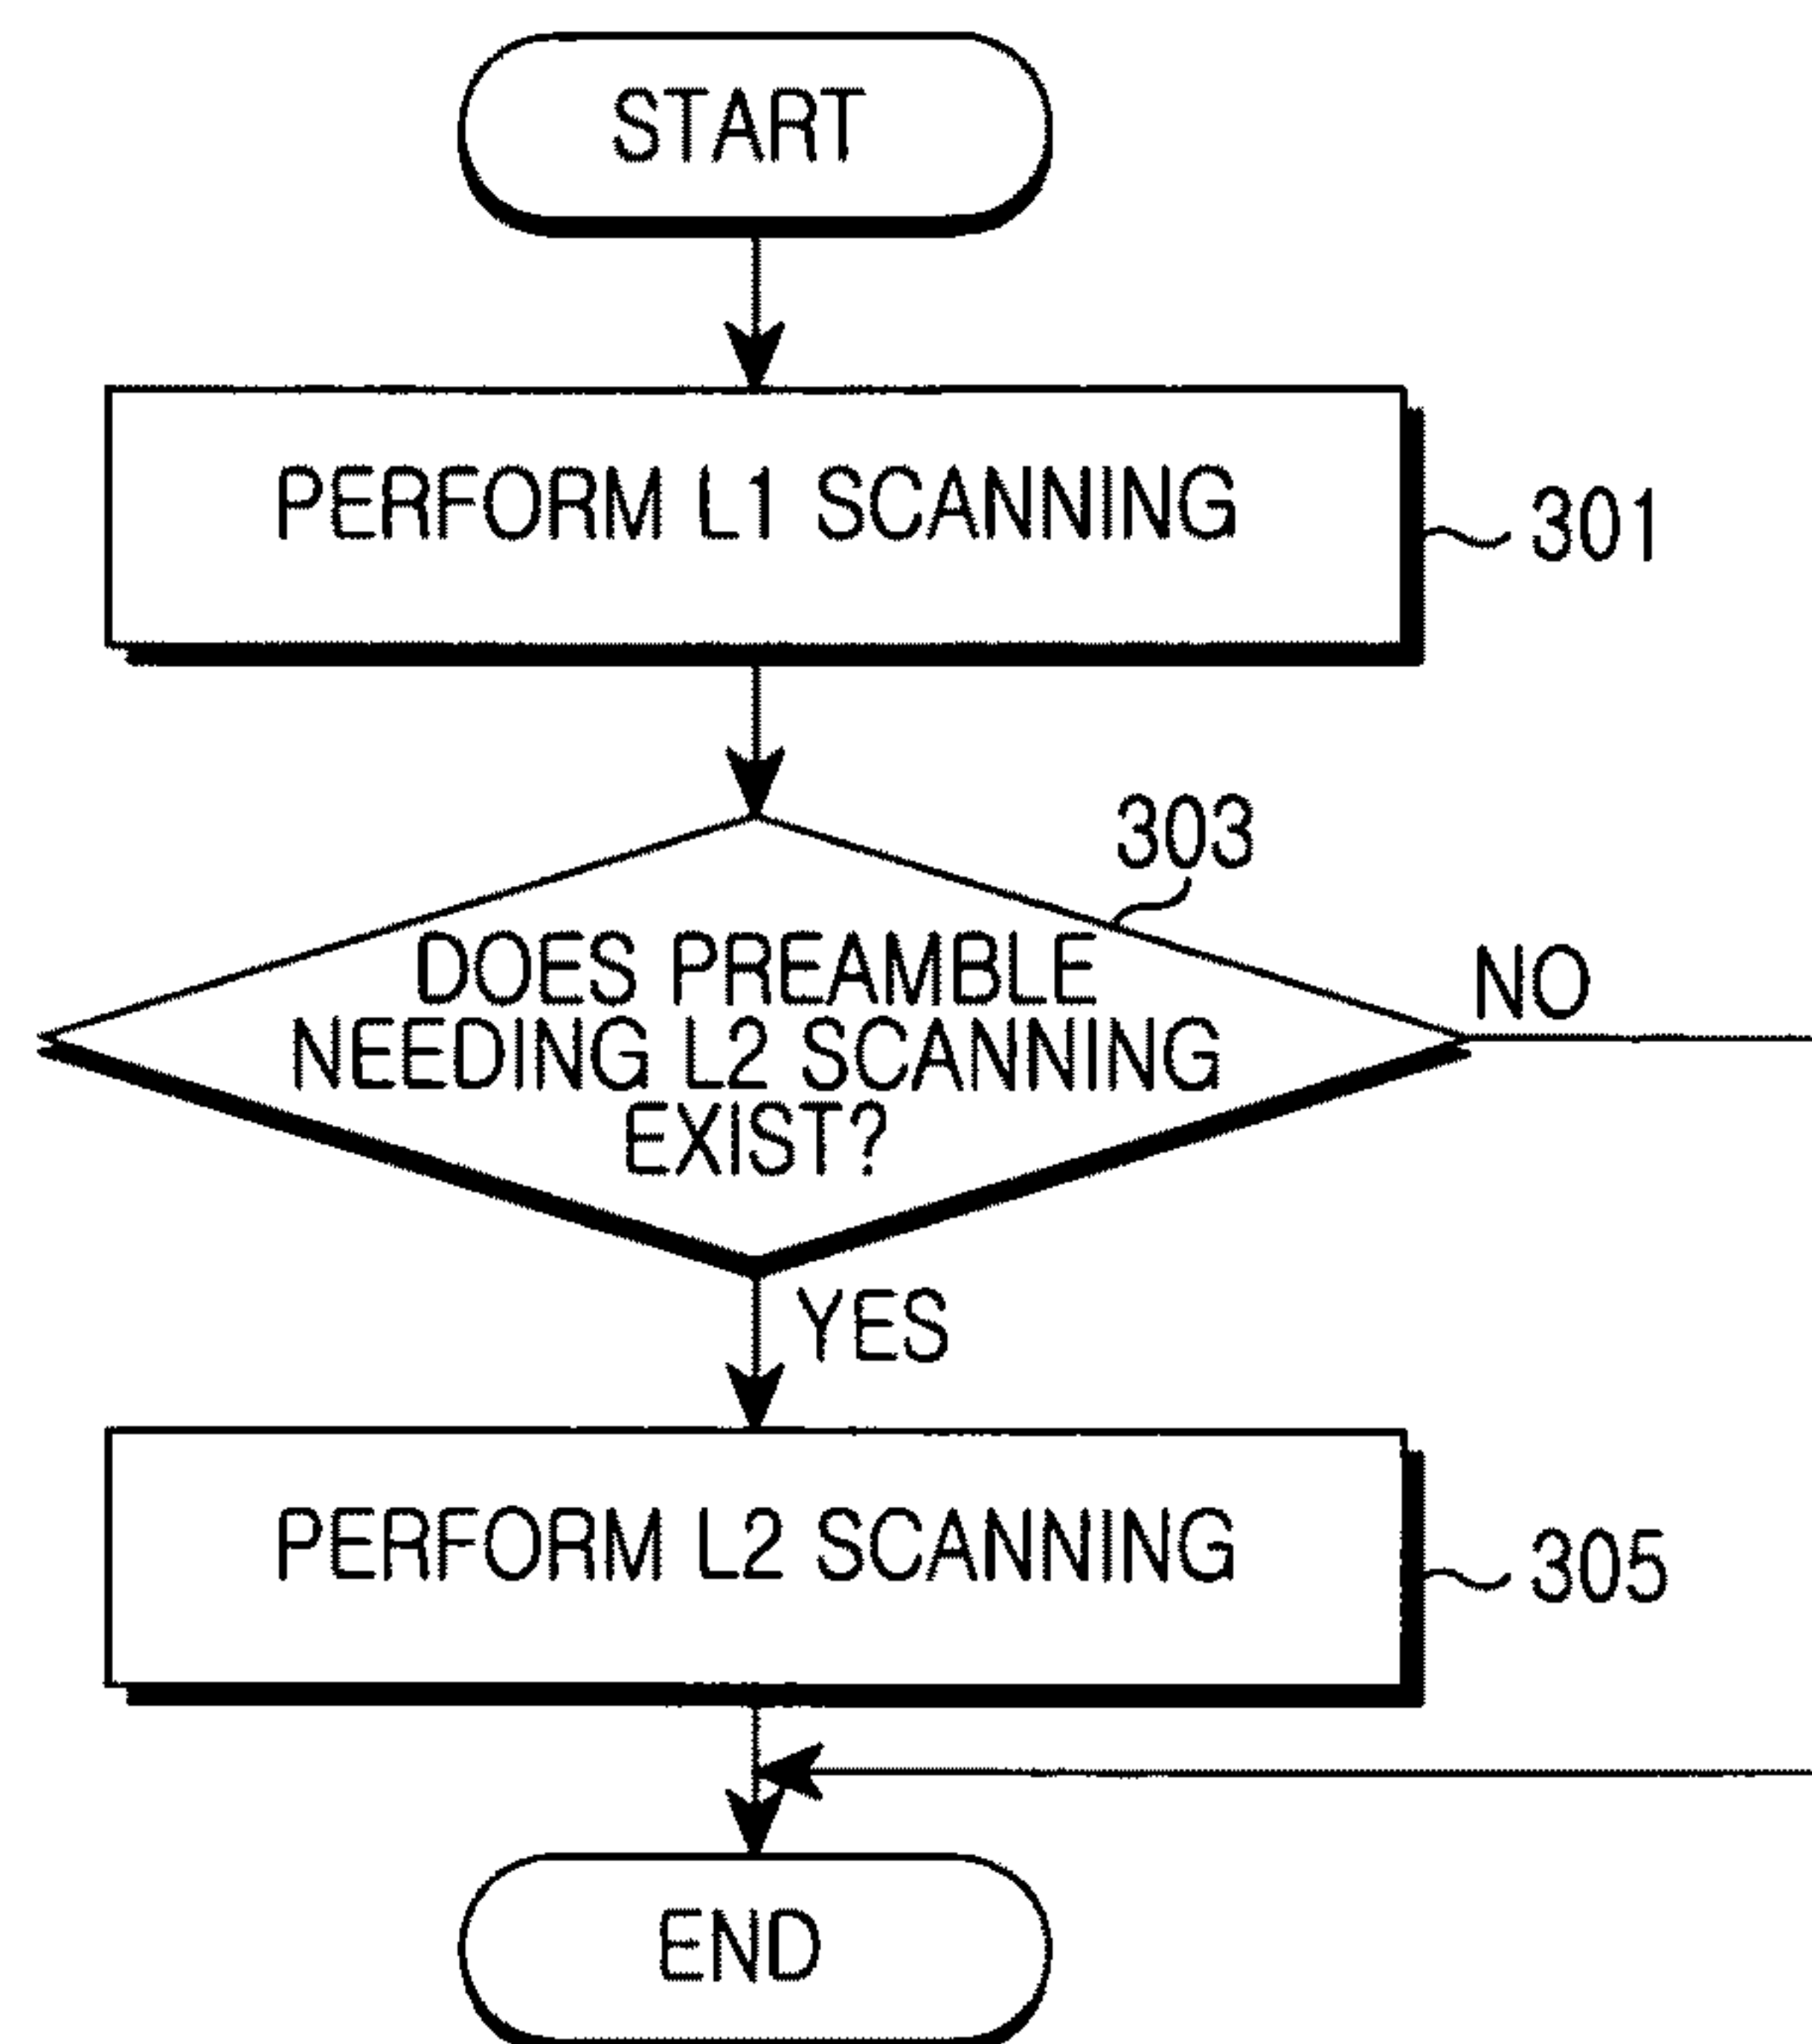 START
PERFORM L1 SCANNING
301
303
DOES PREAMBLE
NEEDING L2 SCANNING
EXIST?
NO
YES
PERFORM L2 SCANNING
305
END